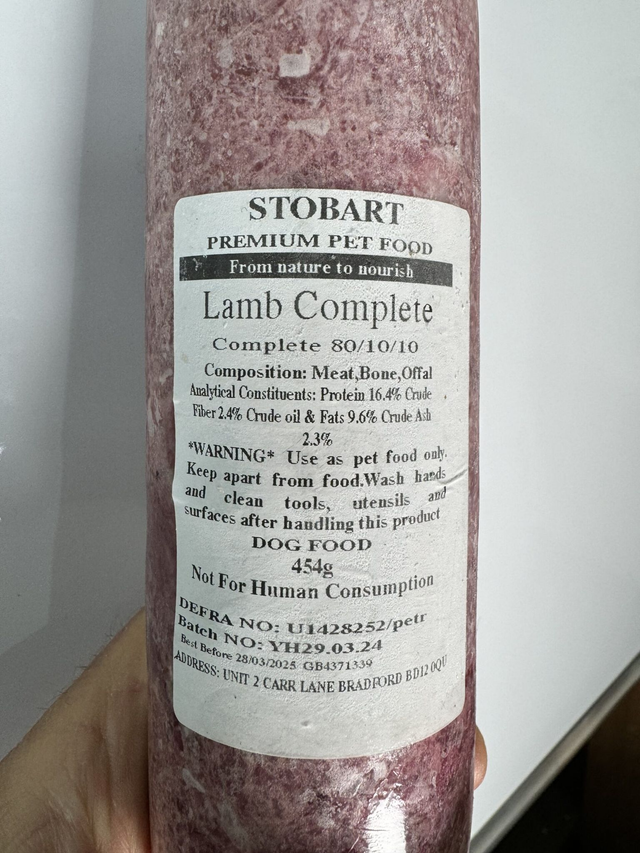 STOBART
PREMIUM PET FOOD
From nature to nourish
Lamb Complete
Complete 80/10/10
Composition: Meat,Bone,Offal
Analytical Constituents: Protein 16.4% Crude
Fiber 2.4% Crude oil & Fats 9.6% Crude Ash
2.3%
*WARNING* Use as pet food only.
Keep apart from food.Wash hands
and clean tools, utensils and
surfaces after handling this product
DOG FOOD
454g
Not For Human Consumption
DEFRA NO: U1428252/petr
Batch NO: YH29.03.24
Best Before 28/03/2025 GB4371339
ADDRESS: UNIT 2 CARR LANE BRADFORD BD12 0QU